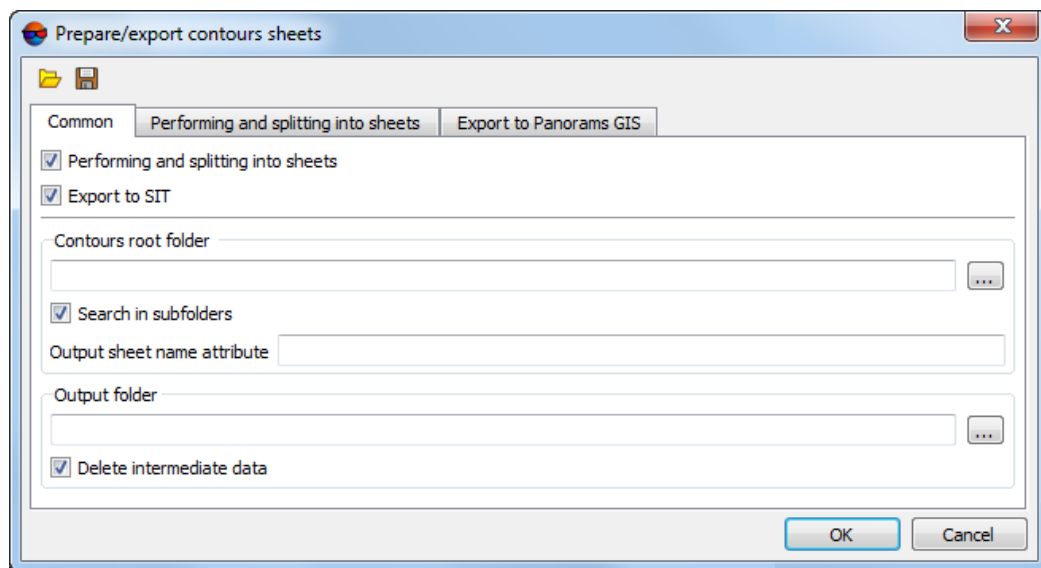 Prepare/export contours sheets
Common Performing and splitting into sheets Export to Panorams GIS
Performing and splitting into sheets
Export to SIT
Contours root folder
...
Search in subfolders
Output sheet name attribute
Output folder
...
Delete intermediate data
OK Cancel